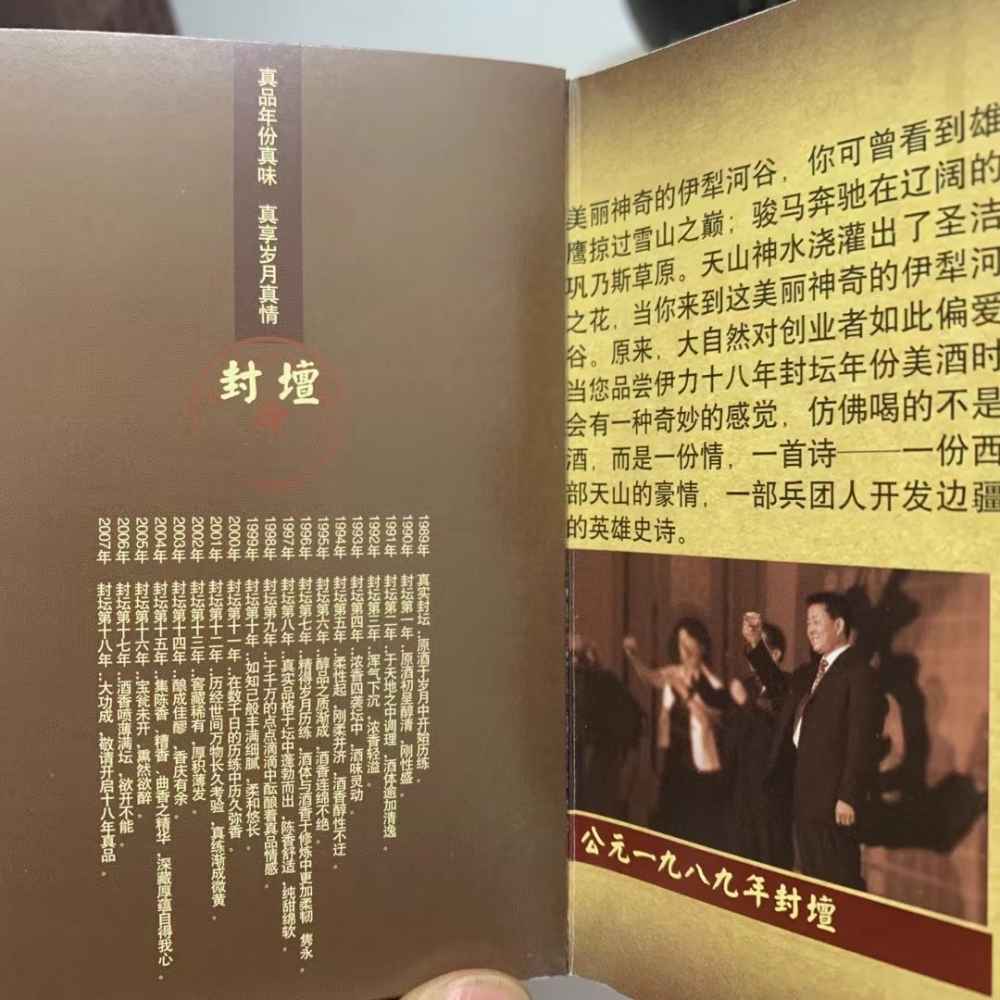 真品年份真味 真享岁月真情
封壇
1989年 真实封坛,原酒于岁月中开始历练。
1990年 封坛第一年,原酒初显醇清,刚性盛。
1991年 封坛第二年,于天地之中调理,酒体愈加清逸。
1992年 封坛第三年,浑气下沉,浓香轻溢。
1993年 封坛第四年,浓香四袭坛中,酒味灵动。
1994年 封坛第五年,柔性起,刚柔并济,酒香醇性不迁。
1995年 封坛第六年,醇品之质渐成,酒香连绵不绝。
1996年 封坛第七年,精得岁月历练,酒体与酒香于修炼中更加柔韧,隽永。
1997年 封坛第八年,真实品格于坛中蓬勃而出,陈香舒适,纯甜绵软。
1998年 封坛第九年,于千万的点点滴滴中酝酿着真品情感。
1999年 封坛第十年,如知己般丰满细腻,柔和悠长。
2000年 封坛第十一年,在数千日的历练中历久弥香。
2001年 封坛第十二年,历经世间万物长久考验,真练渐成微黄。
2002年 封坛第十三年,窖藏稀有,厚积薄发。
2003年 封坛第十四年,酿成佳醪,香庆有余。
2004年 封坛第十五年,集陈香、糟香、曲香之精华,深藏厚蕴自得我心。
2005年 封坛第十六年,宝瓮未开,熏然欲醉。
2006年 封坛第十七年,酒香喷薄满坛,欲开不能。
2007年 封坛第十八年,大功成,敬请开启十八年真品。
美丽神奇的伊犁河谷,你可曾看到雄
鹰掠过雪山之巅;骏马奔驰在辽阔的
巩乃斯草原。天山神水浇灌出了圣洁
之花,当你来到这美丽神奇的伊犁河
谷。原来,大自然对创业者如此偏爱
当您品尝伊力十八年封坛年份美酒时
会有一种奇妙的感觉,仿佛喝的不是
酒,而是一份情,一首诗——一份西
部天山的豪情,一部兵团人开发边疆
的英雄史诗。
公元一九八九年封壇